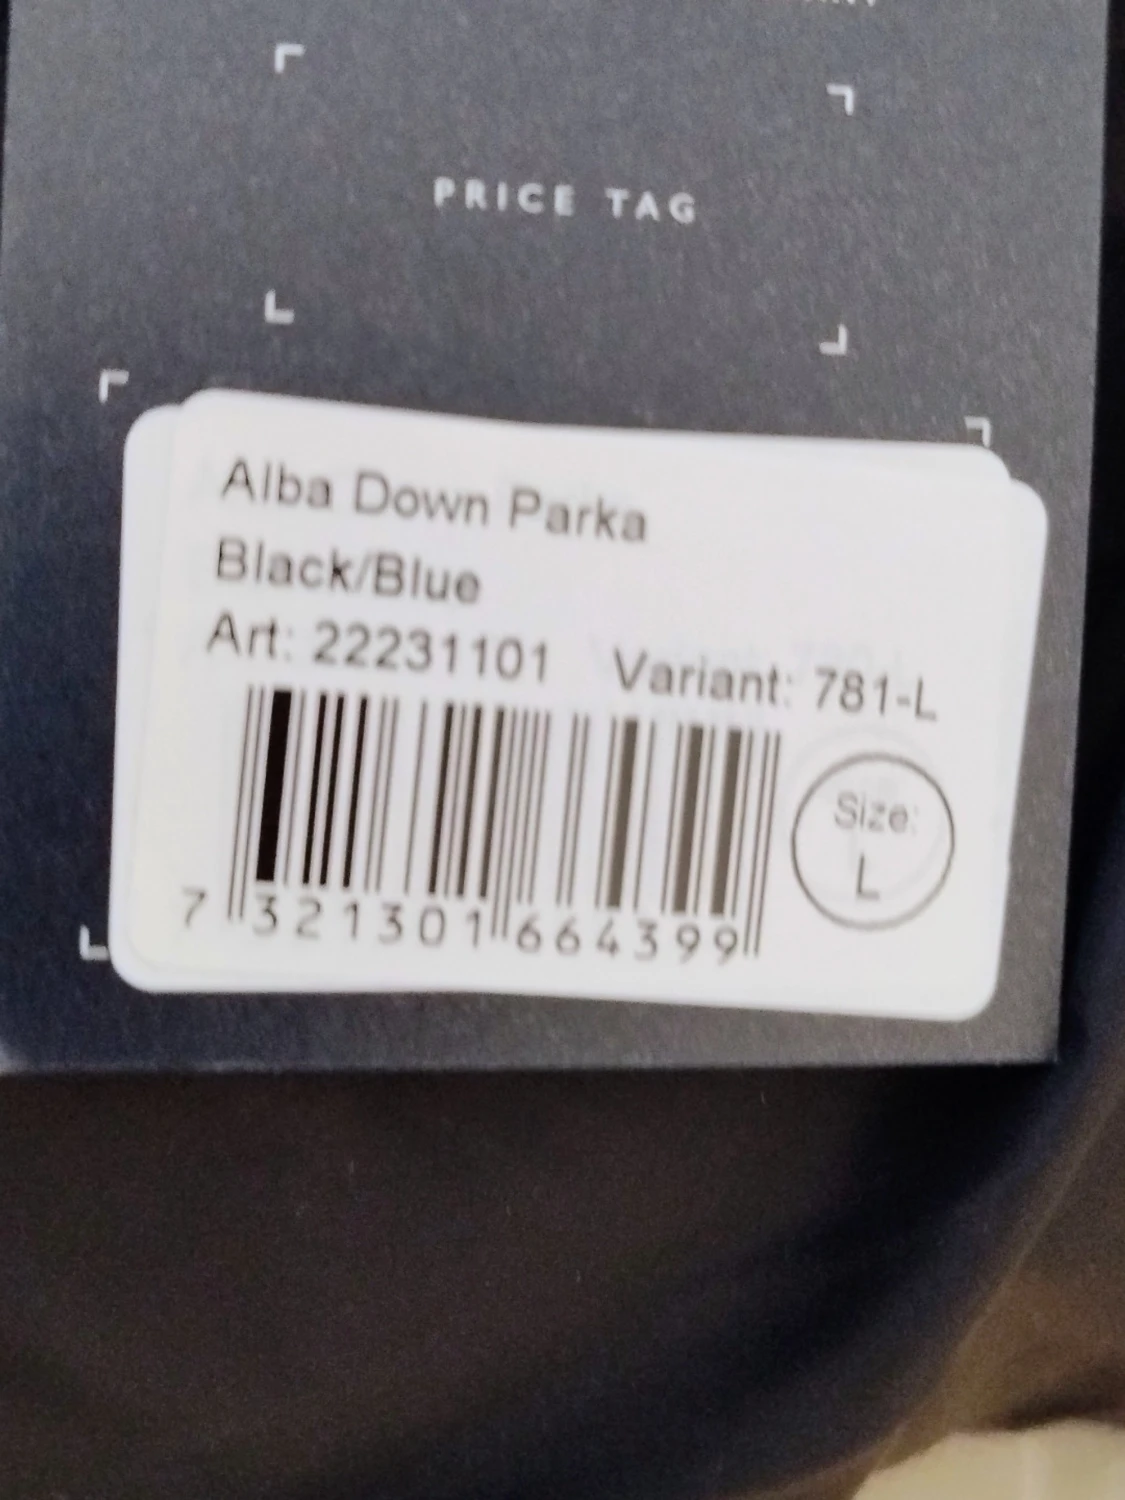 PRICE TAG
Alba Down Parka
Black/Blue
Art: 22231101 Variant: 781-L
Size:
L
7 321301 664399